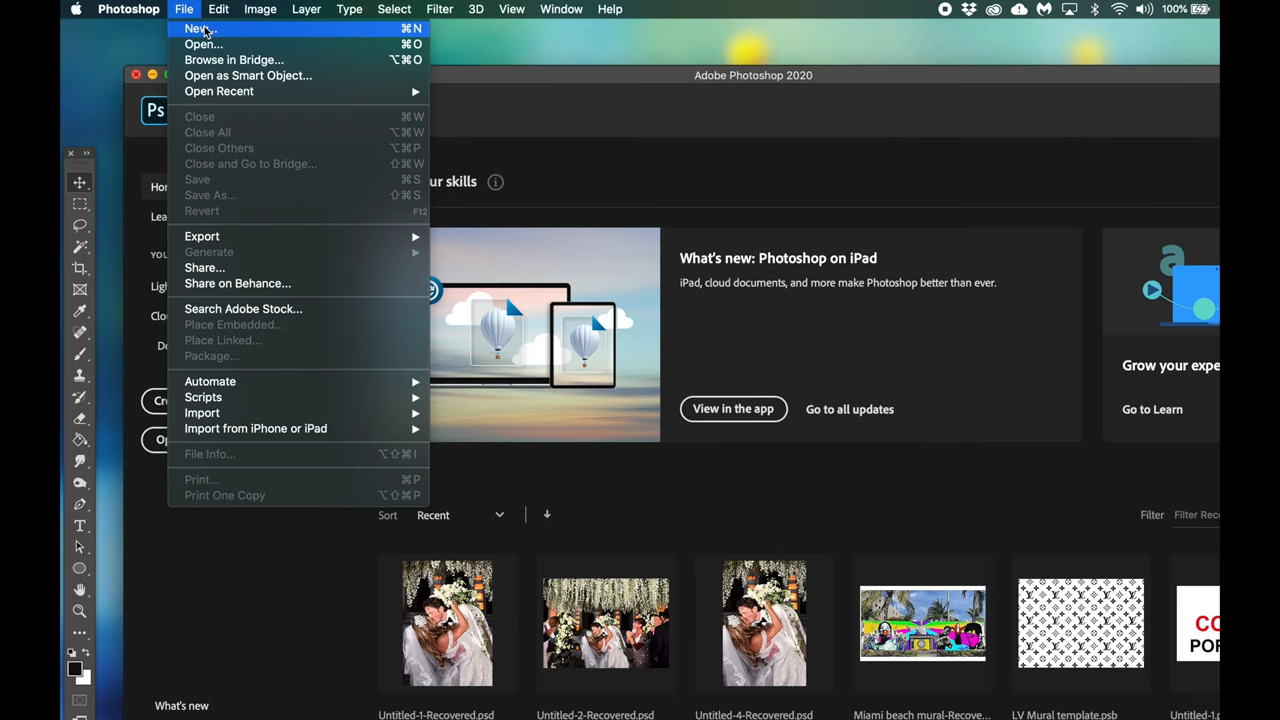 Photoshop File Edit Image Layer Type Select Filter 3D View Window Help 100%
New... ⌘N
Open... ⌘O
Browse in Bridge... ⌥⌘O
Open as Smart Object...
Open Recent
Close ⌘W
Close All ⌥⌘W
Close Others ⌥⌘P
Close and Go to Bridge... ⇧⌘W
Save ⌘S
Save As... ⇧⌘S
Revert F12
Export
Generate
Share...
Share on Behance...
Search Adobe Stock...
Place Embedded...
Place Linked...
Package...
Automate
Scripts
Import
Import from iPhone or iPad
File Info... ⌥⇧⌘I
Print... ⌘P
Print One Copy ⌥⇧⌘P
Adobe Photoshop 2020
Ps
ur skills
What's new: Photoshop on iPad
iPad, cloud documents, and more make Photoshop better than ever.
View in the app Go to all updates
Grow your expe
Go to Learn
Sort Recent
Filter Filter Rece
Untitled-1-Recovered.psd
Untitled-2-Recovered.psd
Untitled-4-Recovered.psd
Miami beach mural-Recove...
LV Mural template.psb
Untitled-1.p
CO
POR
What's new